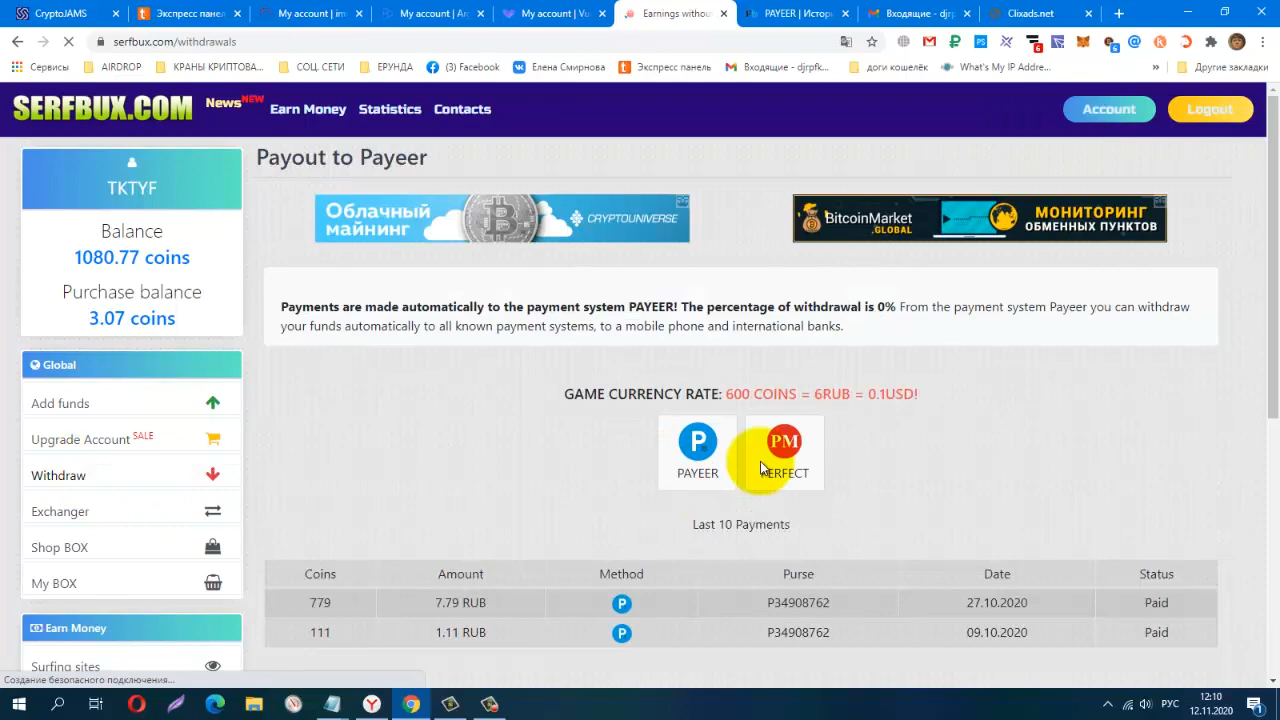 CryptoJAMS
Экспресс панел
My account | im
My account | Ar
My account | Vu
Earnings withou
PAYEER | Истори
Входящие - djrp
Clixads.net
serfbux.com/withdrawals
Сервисы
AIRDROP
КРАНЫ КРИПТОВА...
СОЦ. СЕТИ
ЕРУНДА
(3) Facebook
Елена Смирнова
Экспресс панель
Входящие - djrpfk...
доги кошелёк
What's My IP Addre...
Другие закладки
SERFBUX.COM
News NEW
Earn Money
Statistics
Contacts
Account
Logout
TKTYF
Balance
1080.77 coins
Purchase balance
3.07 coins
Global
Add funds
Upgrade Account SALE
Withdraw
Exchanger
Shop BOX
My BOX
Earn Money
Surfing sites
Payout to Payeer
Облачный
майнинг
CRYPTOUNIVERSE
BitcoinMarket
.GLOBAL
МОНИТОРИНГ
ОБМЕННЫХ ПУНКТОВ
Payments are made automatically to the payment system PAYEER! The percentage of withdrawal is 0% From the payment system Payeer you can withdraw
your funds automatically to all known payment systems, to a mobile phone and international banks.
GAME CURRENCY RATE: 600 COINS = 6RUB = 0.1USD!
P
PAYEER
PM
PERFECT
Last 10 Payments
Coins Amount Method Purse Date Status
779 7.79 RUB P P34908762 27.10.2020 Paid
111 1.11 RUB P P34908762 09.10.2020 Paid
Создание безопасного подключения...
РУС
12:10
12.11.2020